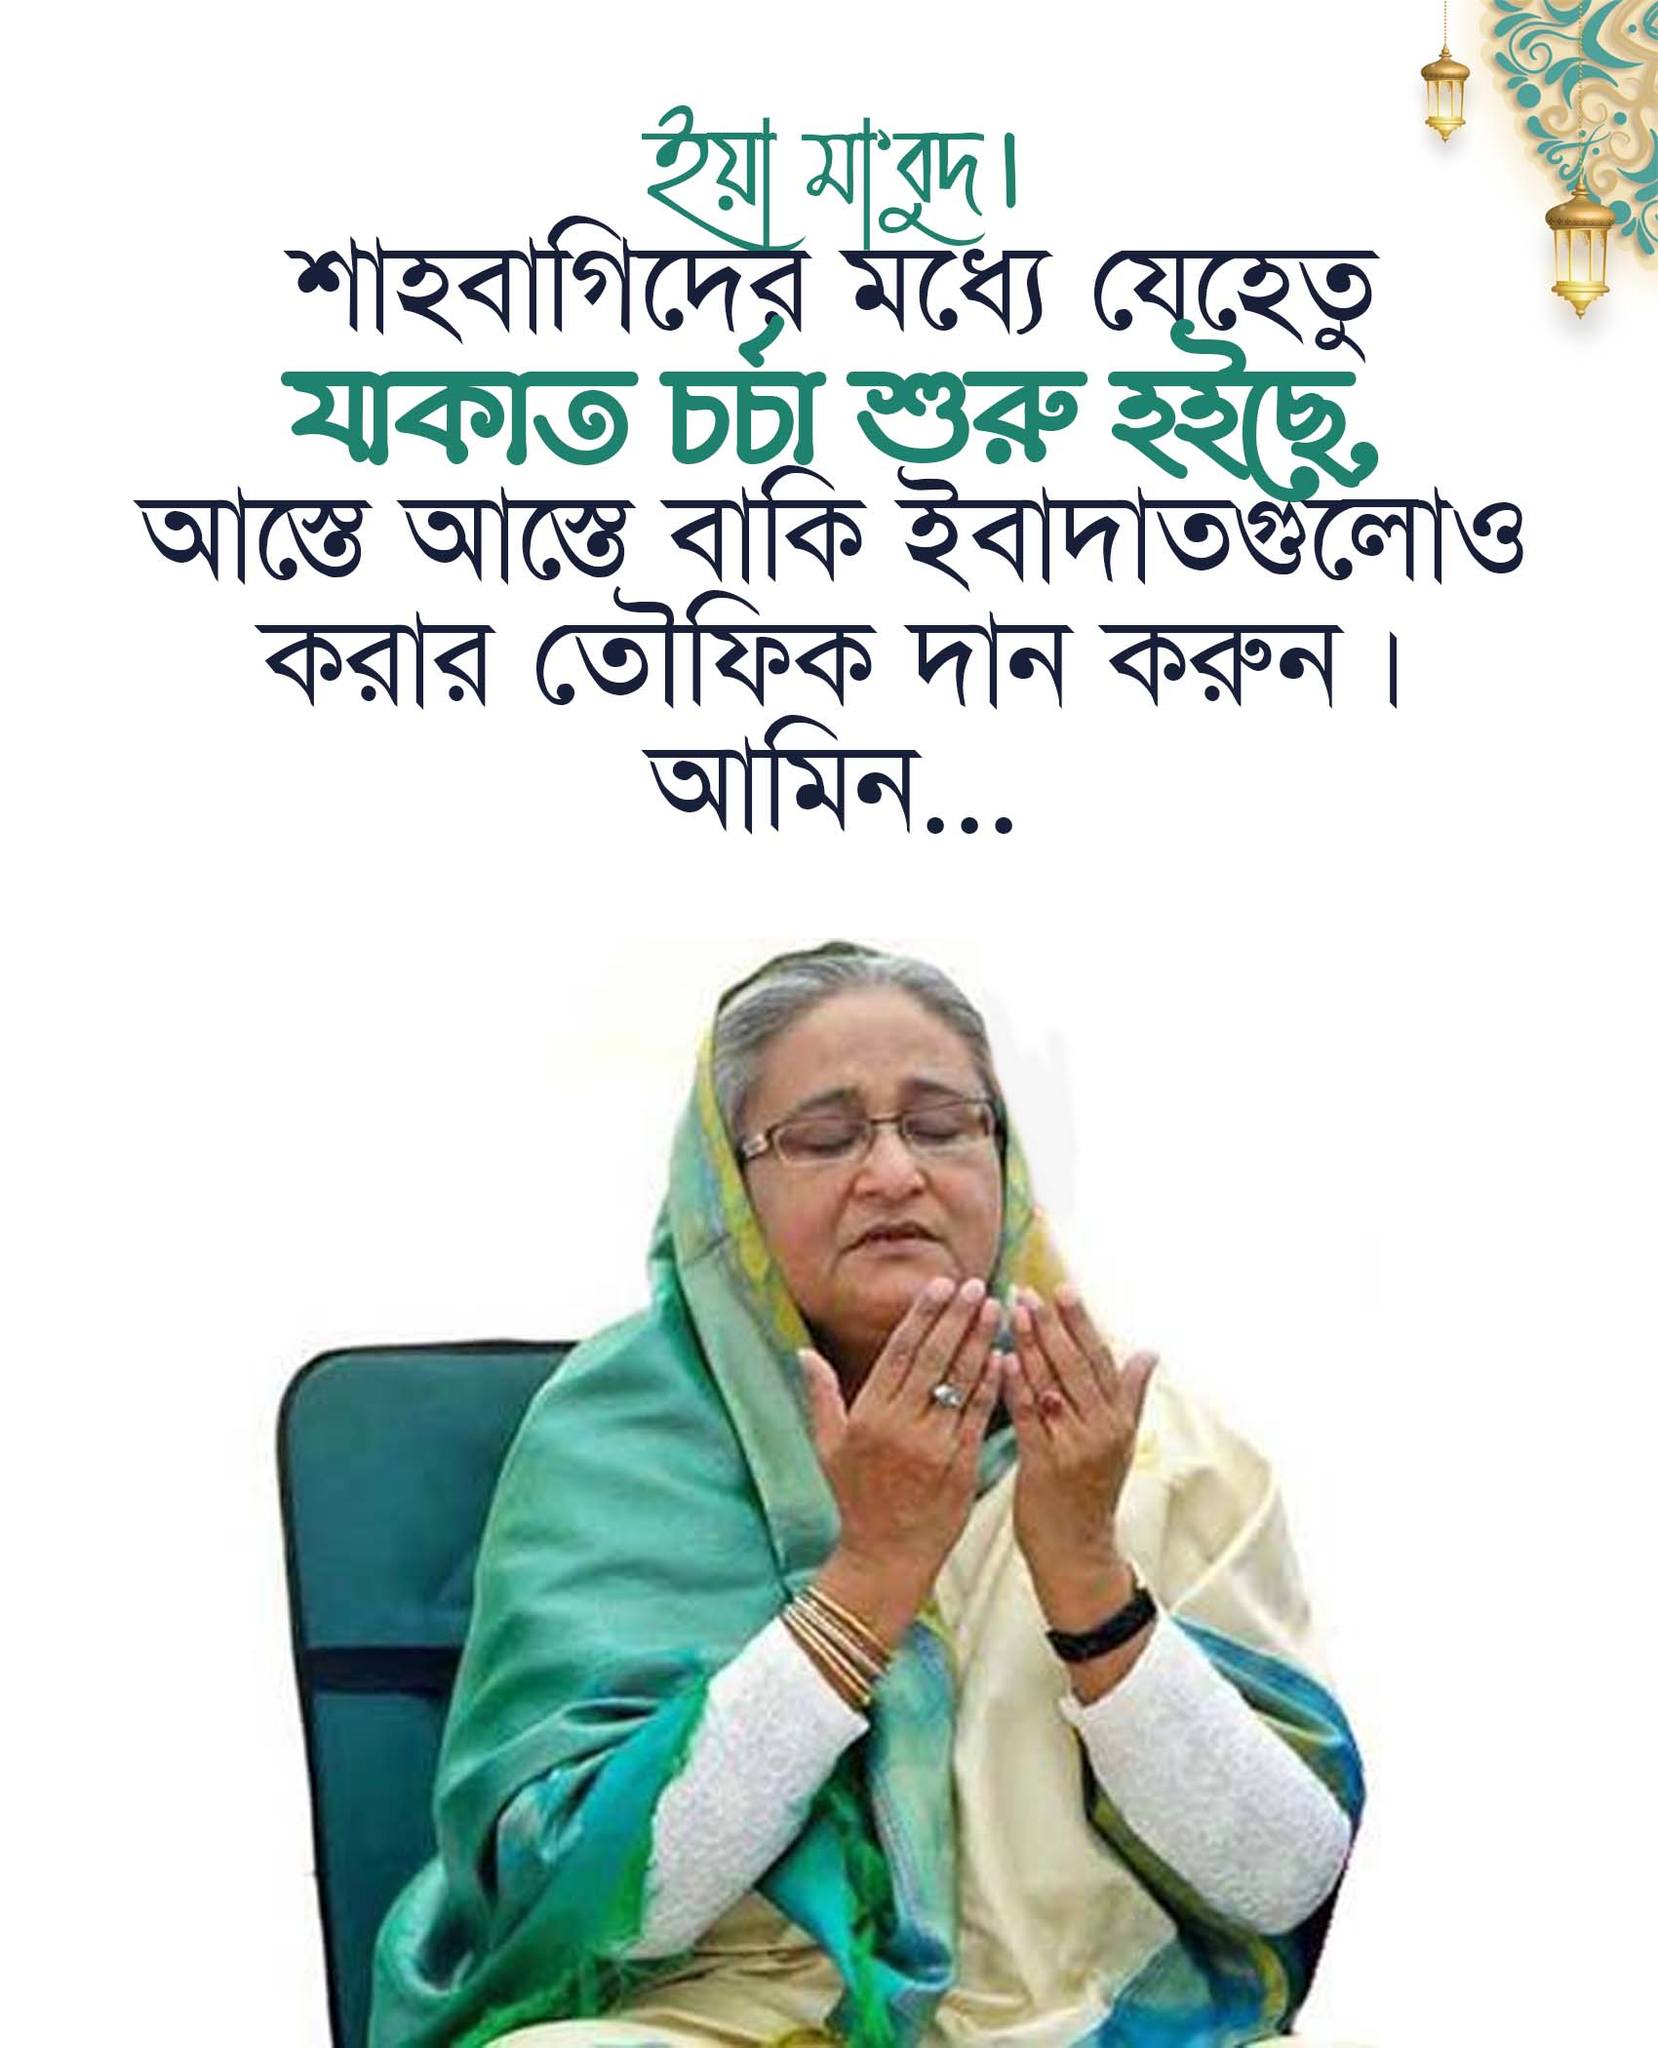 ইয়া মা'বুদ।
শাহবাগিদের মধ্যে যেহেতু
যাকাত চর্চা শুরু হইছে,
আস্তে আস্তে বাকি ইবাদাতগুলোও
করার তৌফিক দান করুন।
আমিন...